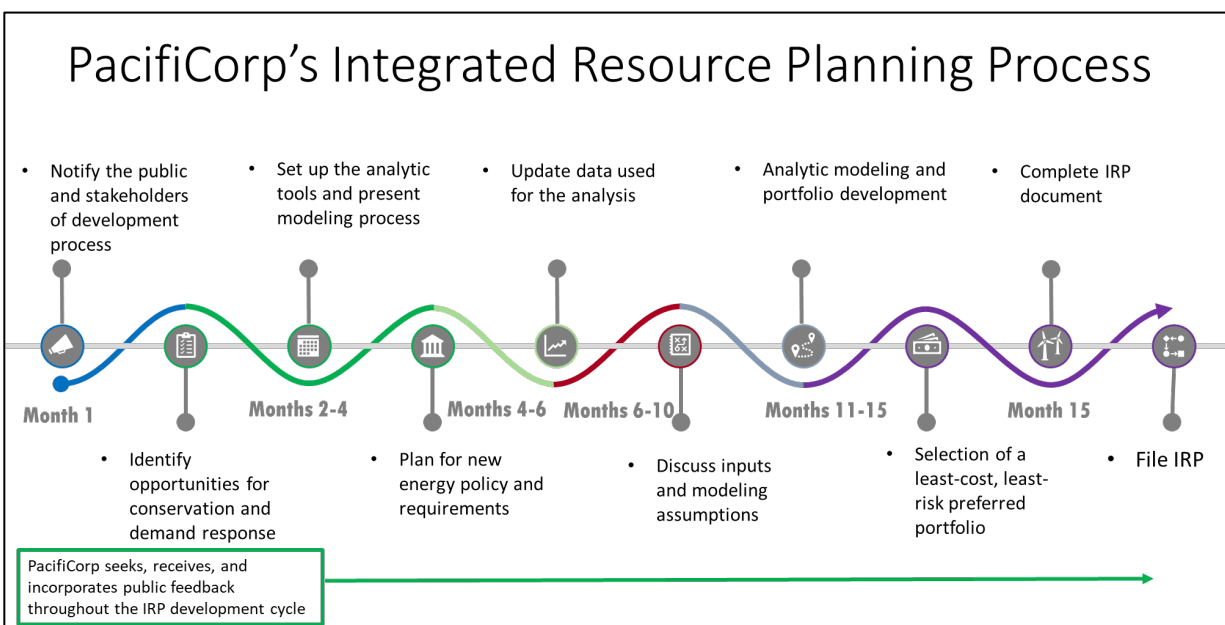 PacifiCorp's Integrated Resource Planning Process
• Notify the public
and stakeholders
of development
process
• Set up the analytic
tools and present
modeling process
• Update data used
for the analysis
• Analytic modeling and
portfolio development
• Complete IRP
document
Month 1
Months 2-4
Months 4-6
Months 6-10
Months 11-15
Month 15
• Identify
opportunities for
conservation and
demand response
• Plan for new
energy policy and
requirements
• Discuss inputs
and modeling
assumptions
• Selection of a
least-cost, least-
risk preferred
portfolio
• File IRP
PacifiCorp seeks, receives, and
incorporates public feedback
throughout the IRP development cycle